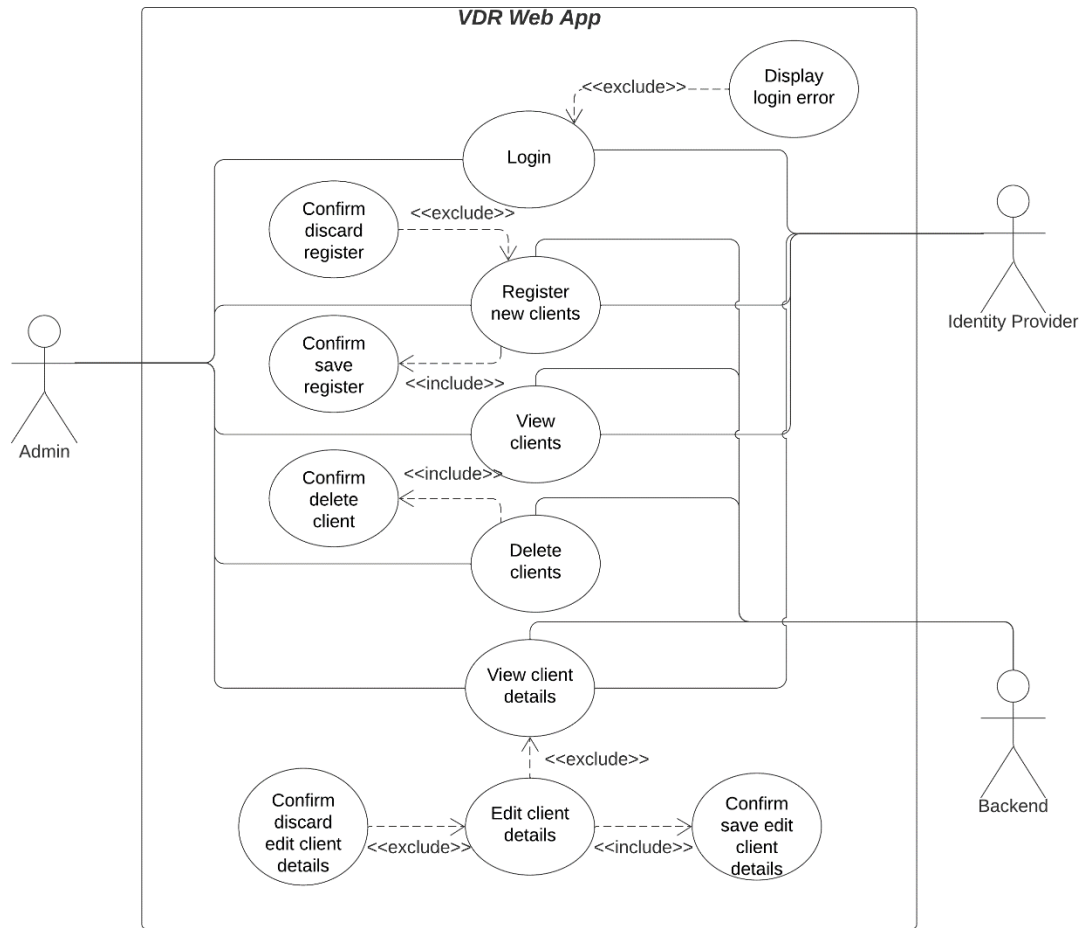 VDR Web App
Display
login error
<<exclude>>
Login
Confirm
discard
register
<<exclude>>
Register
new clients
Identity Provider
Confirm
save
register
<<include>>
Admin
View
clients
Confirm
delete
client
<<include>>
Delete
clients
View client
details
<<exclude>>
Backend
Confirm
discard
edit client
details
<<exclude>>
Edit client
details
<<include>>
Confirm
save edit
client
details